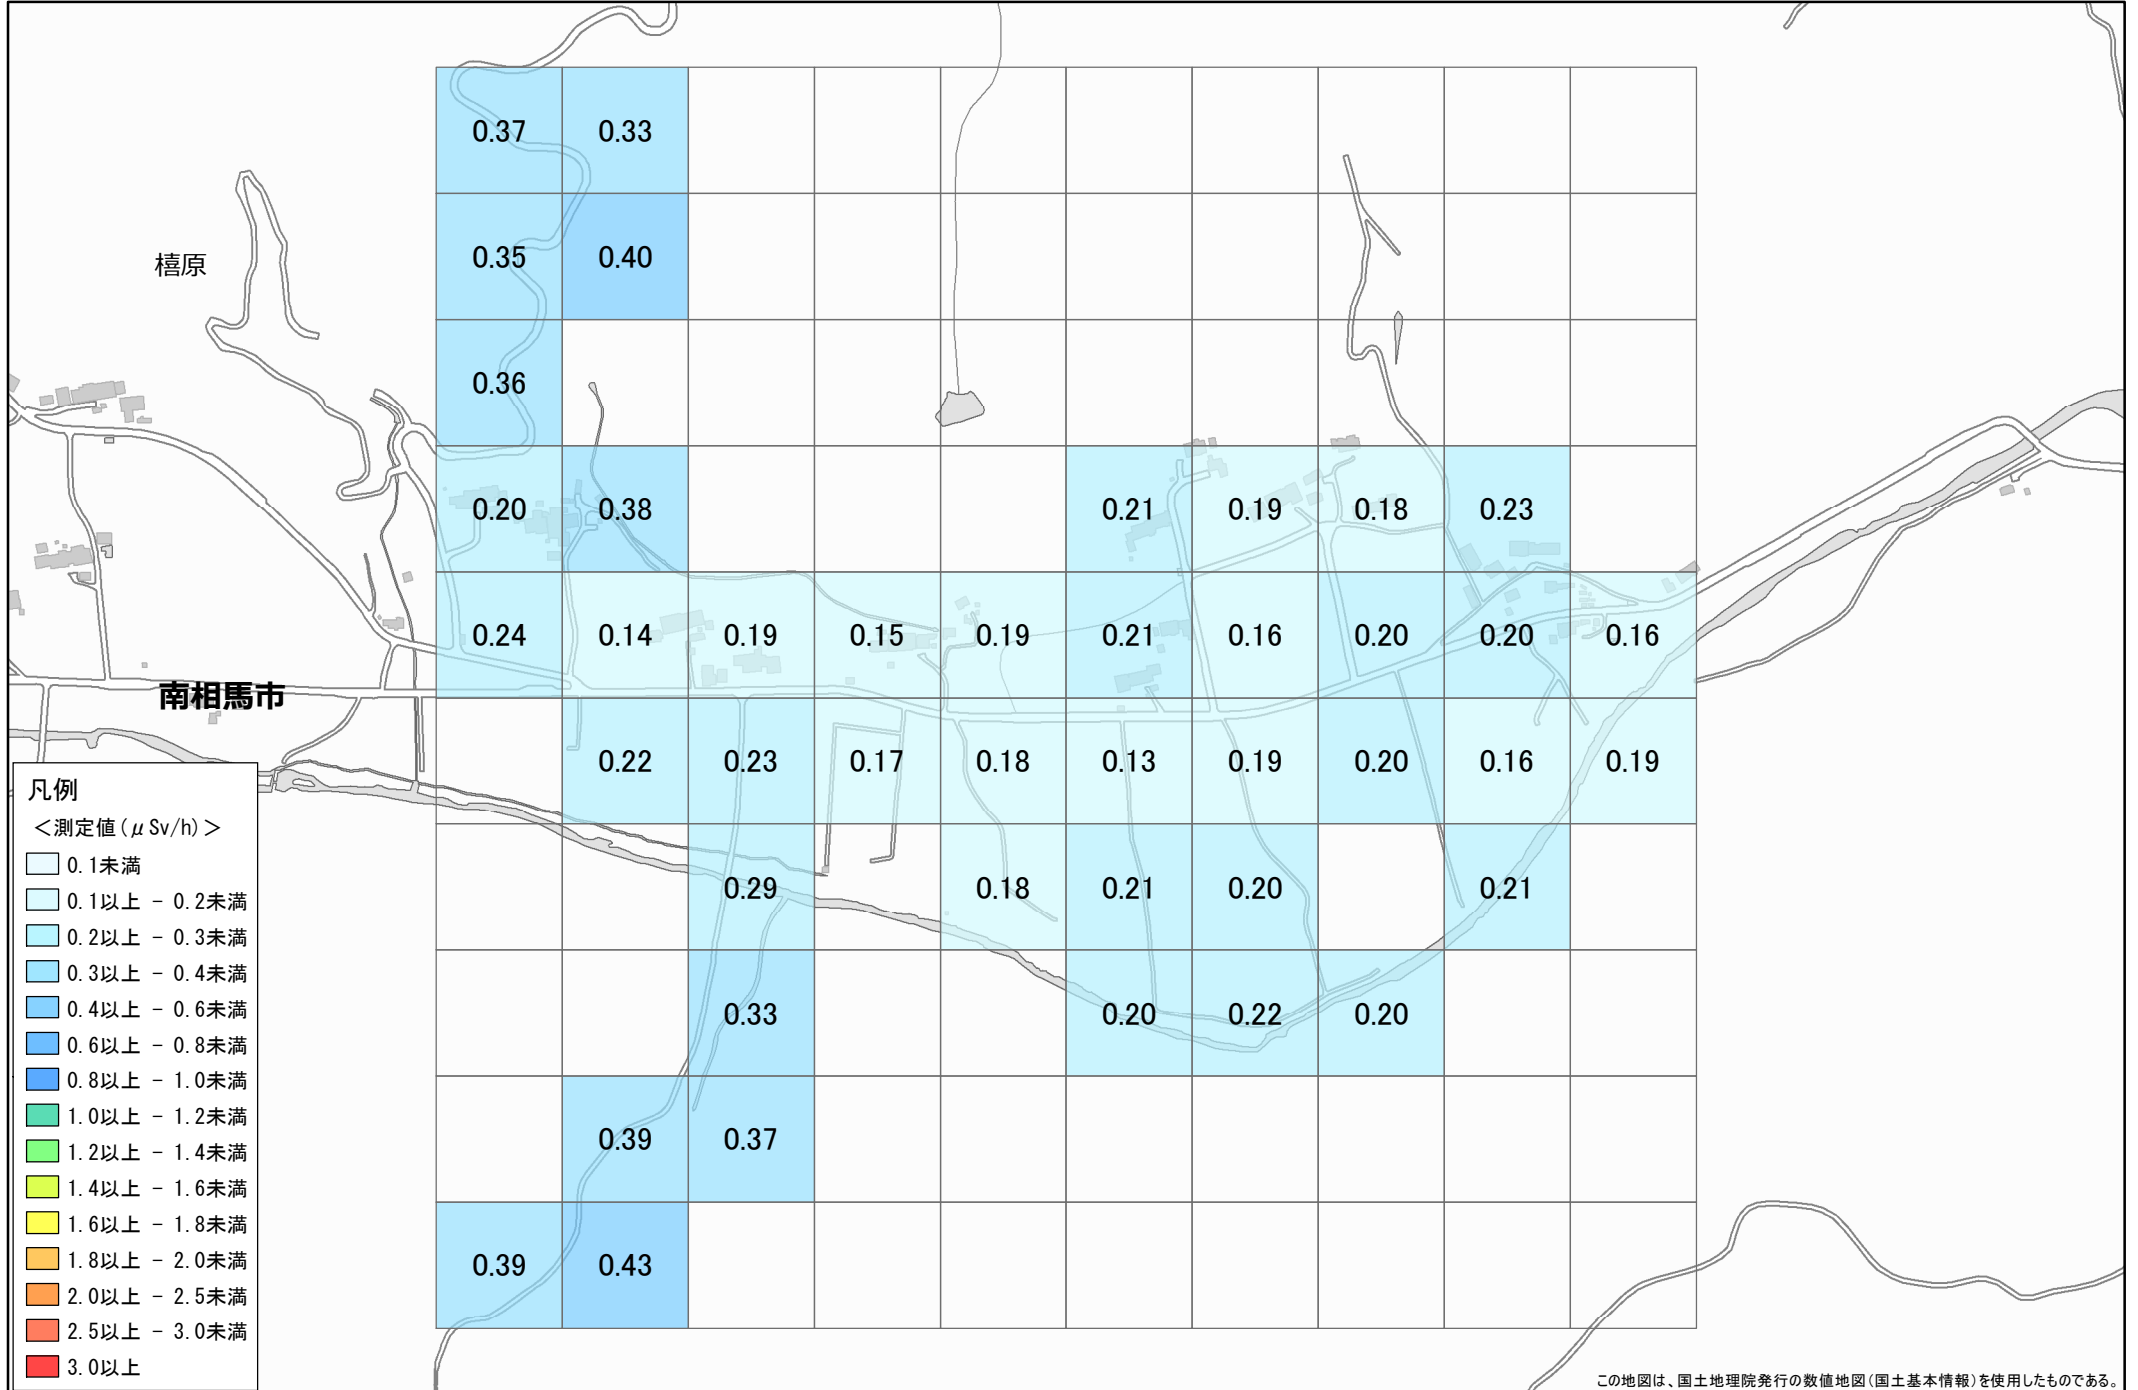 0.37 0.33
0.35 0.40
橲原
0.36
0.20 0.38 0.21 0.19 0.18 0.23
0.24 0.14 0.19 0.15 0.19 0.21 0.16 0.20 0.20 0.16
南相馬市
0.22 0.23 0.17 0.18 0.13 0.19 0.20 0.16 0.19
0.29 0.18 0.21 0.20 0.21
0.33 0.20 0.22 0.20
0.39 0.37
0.39 0.43
凡例
＜測定値(μSv/h)＞
0.1未満
0.1以上 - 0.2未満
0.2以上 - 0.3未満
0.3以上 - 0.4未満
0.4以上 - 0.6未満
0.6以上 - 0.8未満
0.8以上 - 1.0未満
1.0以上 - 1.2未満
1.2以上 - 1.4未満
1.4以上 - 1.6未満
1.6以上 - 1.8未満
1.8以上 - 2.0未満
2.0以上 - 2.5未満
2.5以上 - 3.0未満
3.0以上
この地図は、国土地理院発行の数値地図(国土基本情報)を使用したものである。